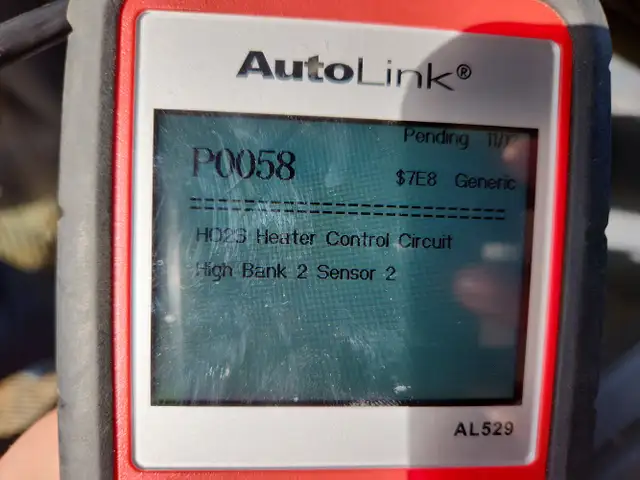 AutoLink®
Pending
P0058
$7E8 Generic
HO2S Heater Control Circuit
High Bank 2 Sensor 2
AL529